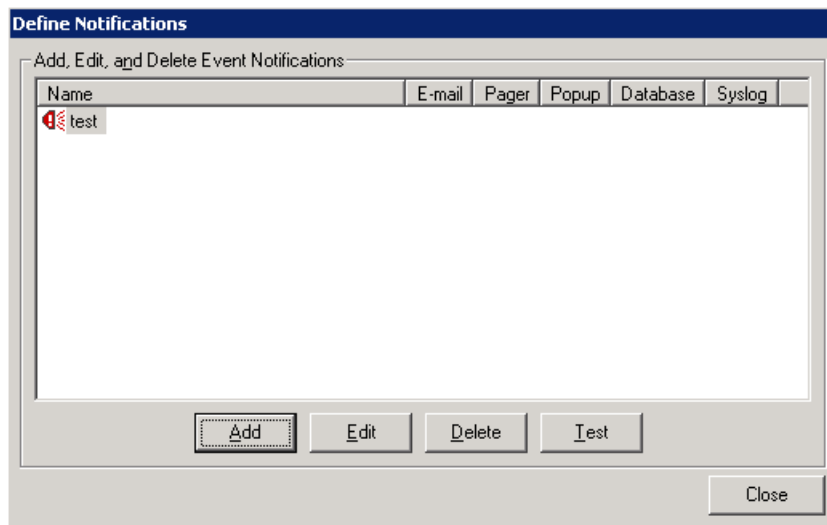 Define Notifications
Add, Edit, and Delete Event Notifications
Name E-mail Pager Popup Database Syslog
test
Add Edit Delete Test
Close